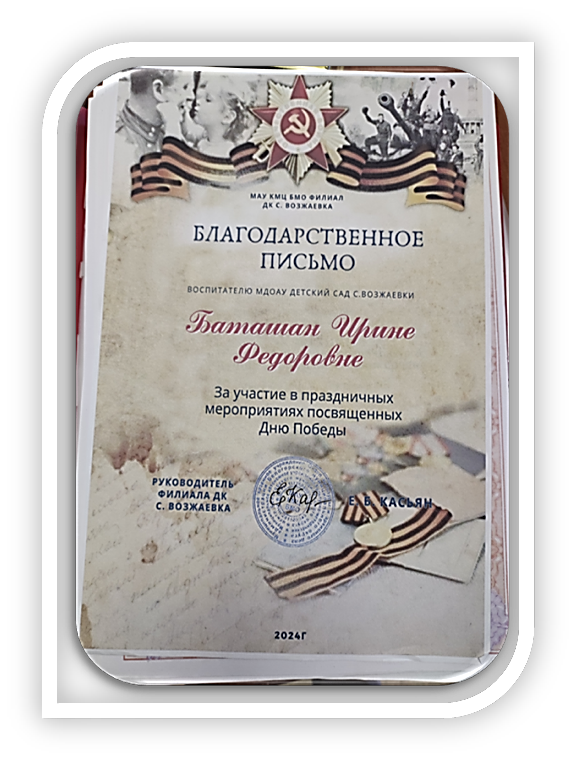 МАУ КМЦ БМО ФИЛИАЛ
ДК С. ВОЗЖАЕВКА
БЛАГОДАРСТВЕННОЕ
ПИСЬМО
ВОСПИТАТЕЛЮ МДОАУ ДЕТСКИЙ САД С.ВОЗЖАЕВКИ
Баташан Ирине
Федоровне
За участие в праздничных
мероприятиях посвященных
Дню Победы
РУКОВОДИТЕЛЬ
ФИЛИАЛА ДК
С. ВОЗЖАЕВКА
Е. Б. КАСЬЯН
2024г